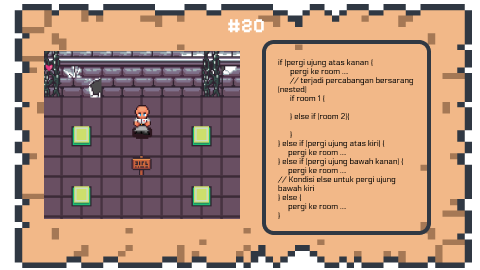 #80
if (pergi ujung atas kanan {
pergi ke room ...
// terjadi percabangan bersarang
(nested)
if room 1 {
} else if (room 2){
}
} else if (pergi ujung atas kiri) {
pergi ke room ...
} else if (pergi ujung bawah kanan) {
pergi ke room ...
// Kondisi else untuk pergi ujung
bawah kiri
} else {
pergi ke room ...